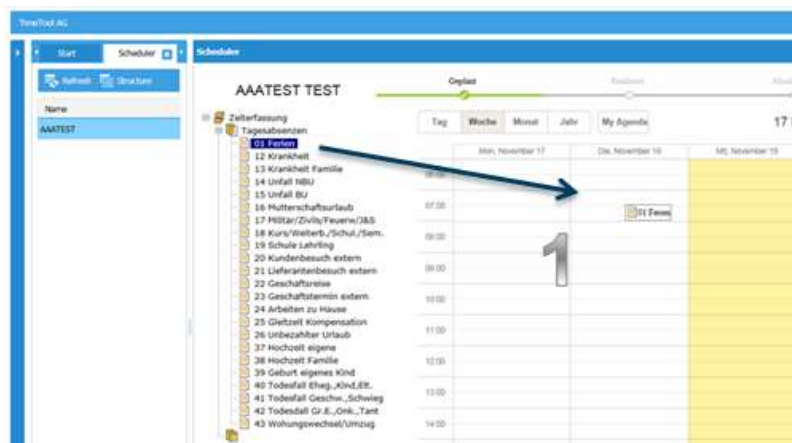 TimeTool AG
Start
Scheduler
Scheduler
Refresh
Structure
Name
AAATEST
AAATEST TEST
Geplant
Zeiterfassung
Tagesabsenzen
01 Ferien
12 Krankheit
13 Krankheit Familie
14 Unfall NBU
15 Unfall BU
16 Mutterschaftsurlaub
17 Militär/Zivils/Feuerw/J&S
18 Kurs/Weiterb./Schul./Sem.
19 Schule Lehrling
20 Kundenbesuch extern
21 Lieferantenbesuch extern
22 Geschäftsreise
23 Geschäftstermin extern
24 Arbeiten zu Hause
25 Gleitzeit Kompensation
26 Unbezahlter Urlaub
37 Hochzeit eigene
38 Hochzeit Familie
39 Geburt eigenes Kind
40 Todesfall Eheg.,Kind,Elt.
41 Todesfall Geschw.,Schwieg
42 Todesdall Gr.E.,Onk.,Tant
43 Wohungswechsel/Umzug
Tag
Woche
Monat
Jahr
My Agenda
17
Mon, November 17
Die, November 18
Mit, November 19
06:00
07:00
08:00
09:00
10:00
11:00
12:00
13:00
14:00
01 Ferien
1